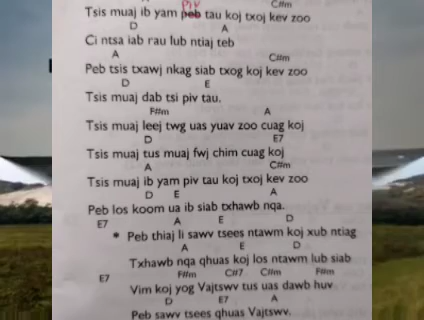 piv C#m
Tsis muaj ib yam peb tau koj txoj kev zoo
D A
Ci ntsa iab rau lub ntiaj teb
A C#m
Peb tsis txawj nkag siab txog koj kev zoo
D E
Tsis muaj dab tsi piv tau.
F#m A
Tsis muaj leej twg uas yuav zoo cuag koj
D E7
Tsis muaj tus muaj fwj chim cuag koj
A C#m
Tsis muaj ib yam piv tau koj txoj kev zoo
D E A
Peb los koom ua ib siab txhawb nqa.
E7 A E D
* Peb thiaj li sawv tsees ntawm koj xub ntiag
A E D
Txhawb nqa qhuas koj los ntawm lub siab
E7 F#m C#7 C#m F#m
Vim koj yog Vajtswv tus uas dawb huv
D E7 A
Peb sawv tsees qhuas Vajtswv.